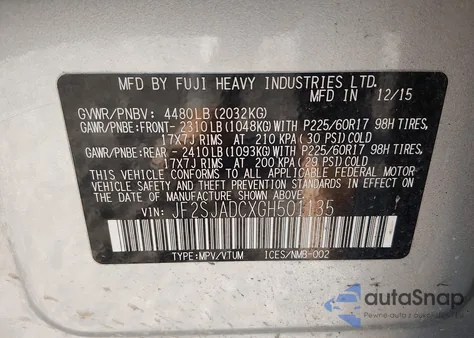 MFD BY FUJI HEAVY INDUSTRIES LTD.
MFD IN 12/15
GVWR/PNBV: 4480LB (2032KG)
GAWR/PNBE:FRONT- 2310LB (1048KG) WITH P225/60R17 98H TIRES,
17X7J RIMS AT 210 KPA (30 PSI) COLD
GAWR/PNBE:REAR - 2410LB (1093KG) WITH P225/60R17 98H TIRES,
17X7J RIMS AT 200 KPA (29 PSI) COLD
THIS VEHICLE CONFORMS TO ALL APPLICABLE FEDERAL
MOTOR VEHICLE SAFETY STANDARDS IN EFFECT ON
THE DATE OF MANUFACTURE SHOWN ABOVE.
VIN: JF2SJADCXGH501135
TYPE:MPV/VTUM ICES/NMB-002
autoSnap
Pewne auto z